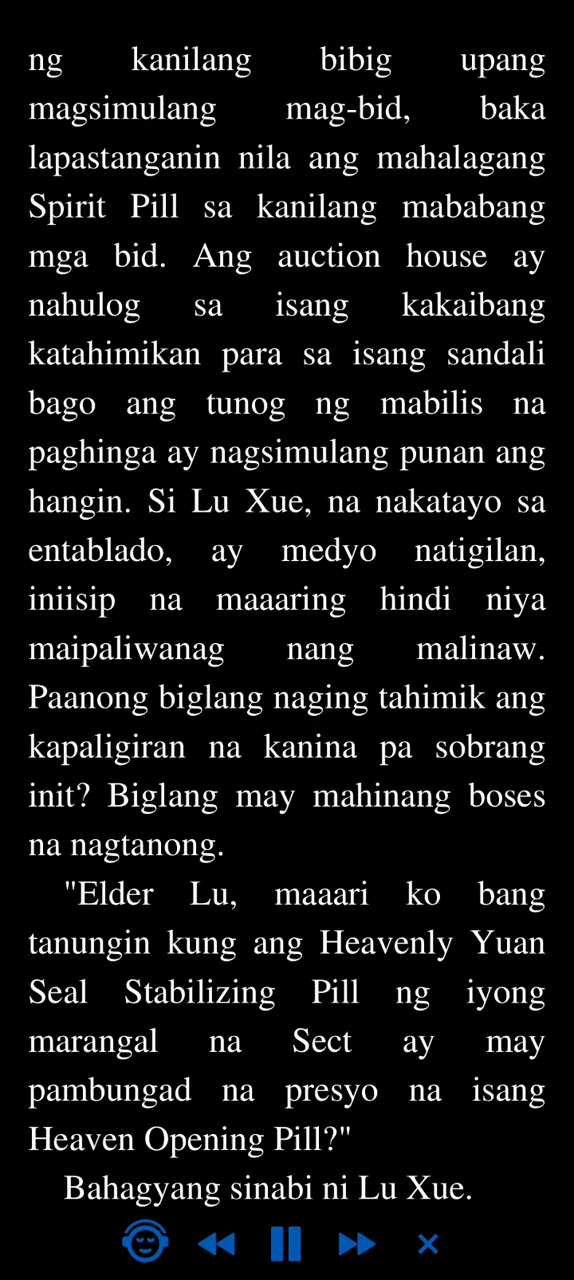 ng kanilang bibig upang
magsimulang mag-bid, baka
lapastanganin nila ang mahalagang
Spirit Pill sa kanilang mababang
mga bid. Ang auction house ay
nahulog sa isang kakaibang
katahimikan para sa isang sandali
bago ang tunog ng mabilis na
paghinga ay nagsimulang punan ang
hangin. Si Lu Xue, na nakatayo sa
entablado, ay medyo natigilan,
iniisip na maaaring hindi niya
maipaliwanag nang malinaw.
Paanong biglang naging tahimik ang
kapaligiran na kanina pa sobrang
init? Biglang may mahinang boses
na nagtanong.
"Elder Lu, maaari ko bang
tanungin kung ang Heavenly Yuan
Seal Stabilizing Pill ng iyong
marangal na Sect ay may
pambungad na presyo na isang
Heaven Opening Pill?"
Bahagyang sinabi ni Lu Xue.